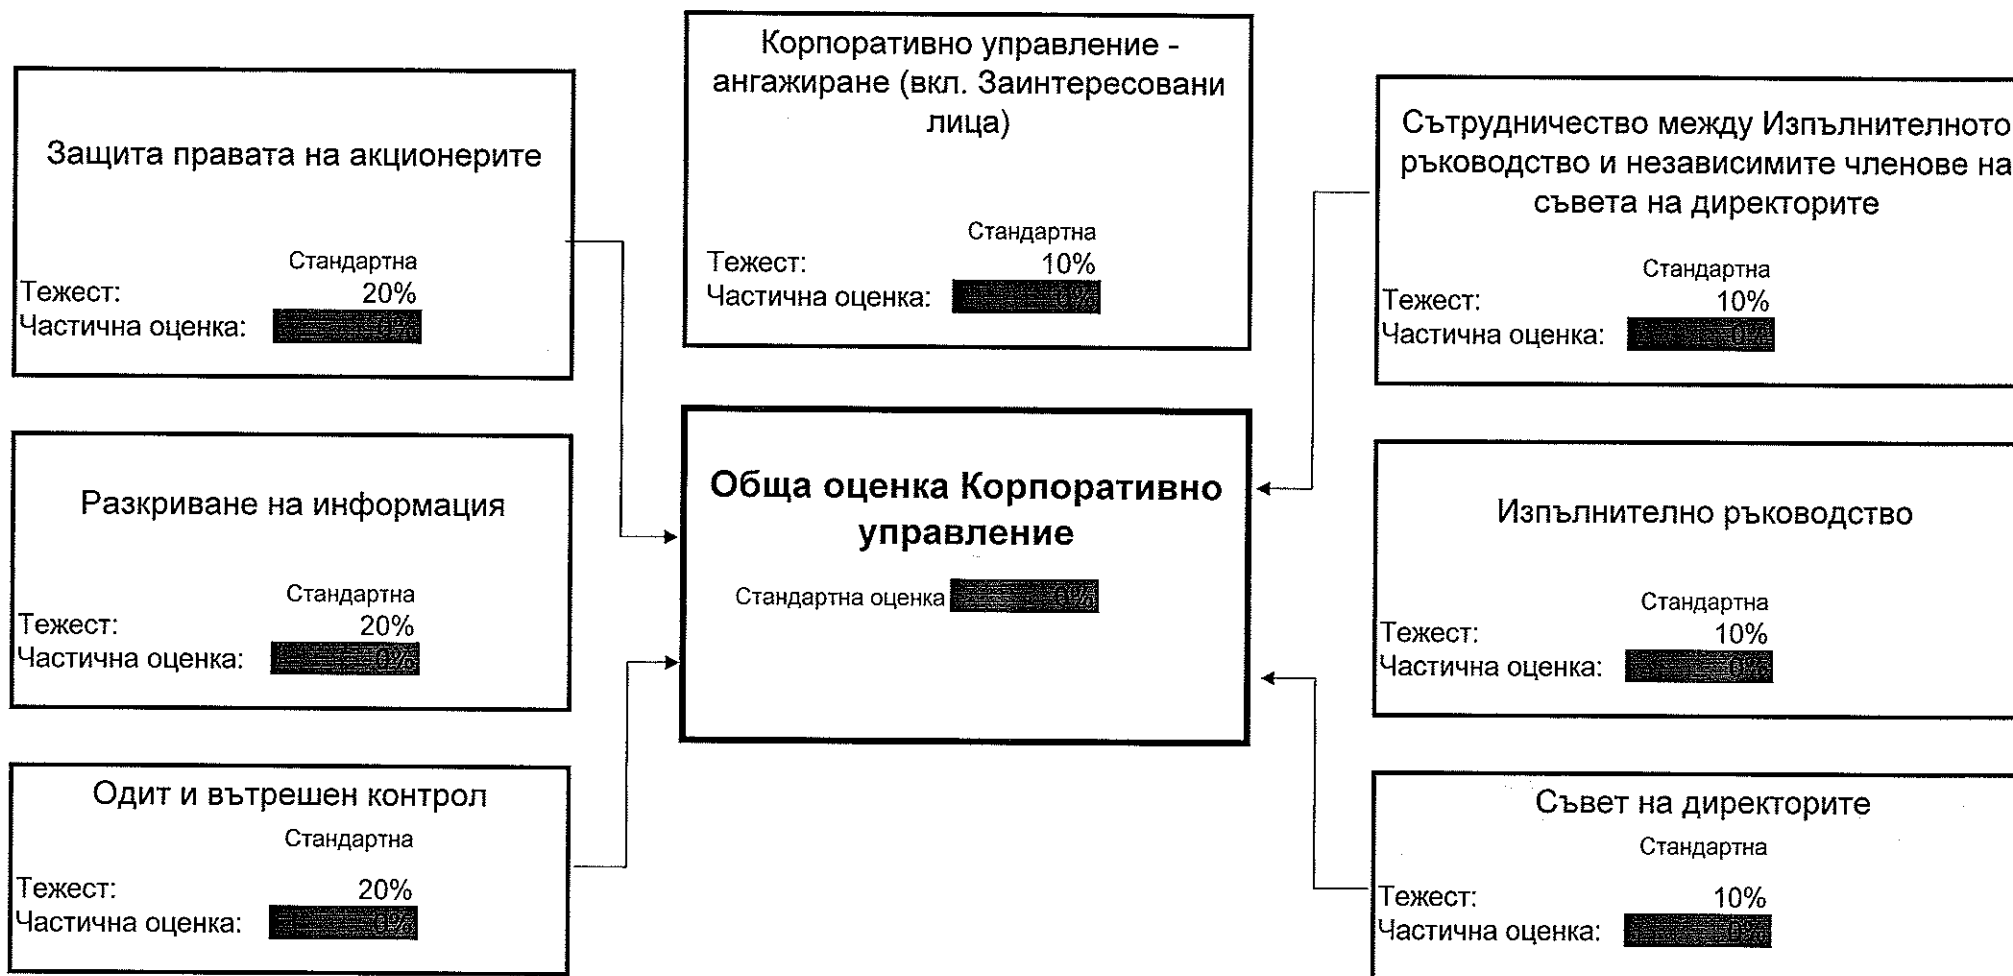 Защита правата на акционерите
Стандартна
Тежест: 20%
Частична оценка: 0%
Корпоративно управление -
ангажиране (вкл. Заинтересовани
лица)
Стандартна
Тежест: 10%
Частична оценка: 0%
Сътрудничество между Изпълнителното
ръководство и независимите членове на
съвета на директорите
Стандартна
Тежест: 10%
Частична оценка: 0%
Разкриване на информация
Стандартна
Тежест: 20%
Частична оценка: 0%
Обща оценка Корпоративно
управление
Стандартна оценка 0%
Изпълнително ръководство
Стандартна
Тежест: 10%
Частична оценка: 0%
Одит и вътрешен контрол
Стандартна
Тежест: 20%
Частична оценка: 0%
Съвет на директорите
Стандартна
Тежест: 10%
Частична оценка: 0%